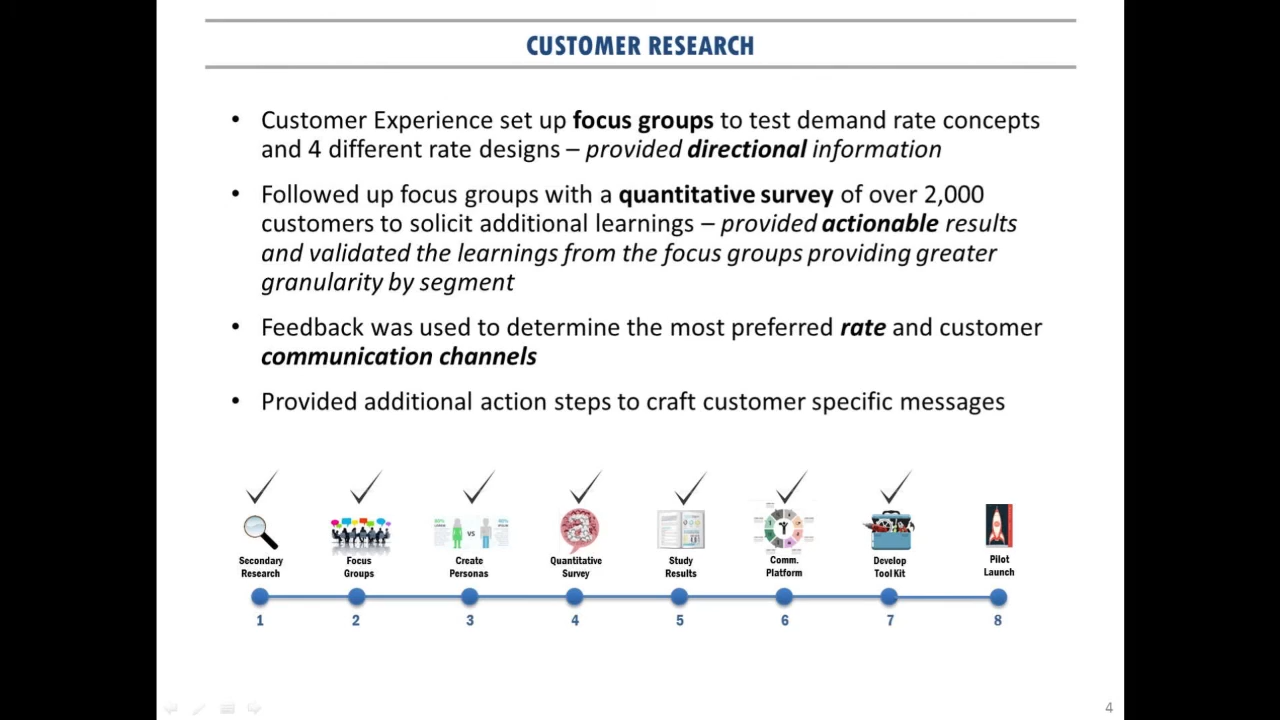 CUSTOMER RESEARCH
• Customer Experience set up focus groups to test demand rate concepts
and 4 different rate designs – provided directional information
• Followed up focus groups with a quantitative survey of over 2,000
customers to solicit additional learnings – provided actionable results
and validated the learnings from the focus groups providing greater
granularity by segment
• Feedback was used to determine the most preferred rate and customer
communication channels
• Provided additional action steps to craft customer specific messages
VS
Secondary
Research
Focus
Groups
Create
Personas
Quantitative
Survey
Study
Results
Comm.
Platform
Develop
Tool Kit
Pilot
Launch
1 2 3 4 5 6 7 8
4